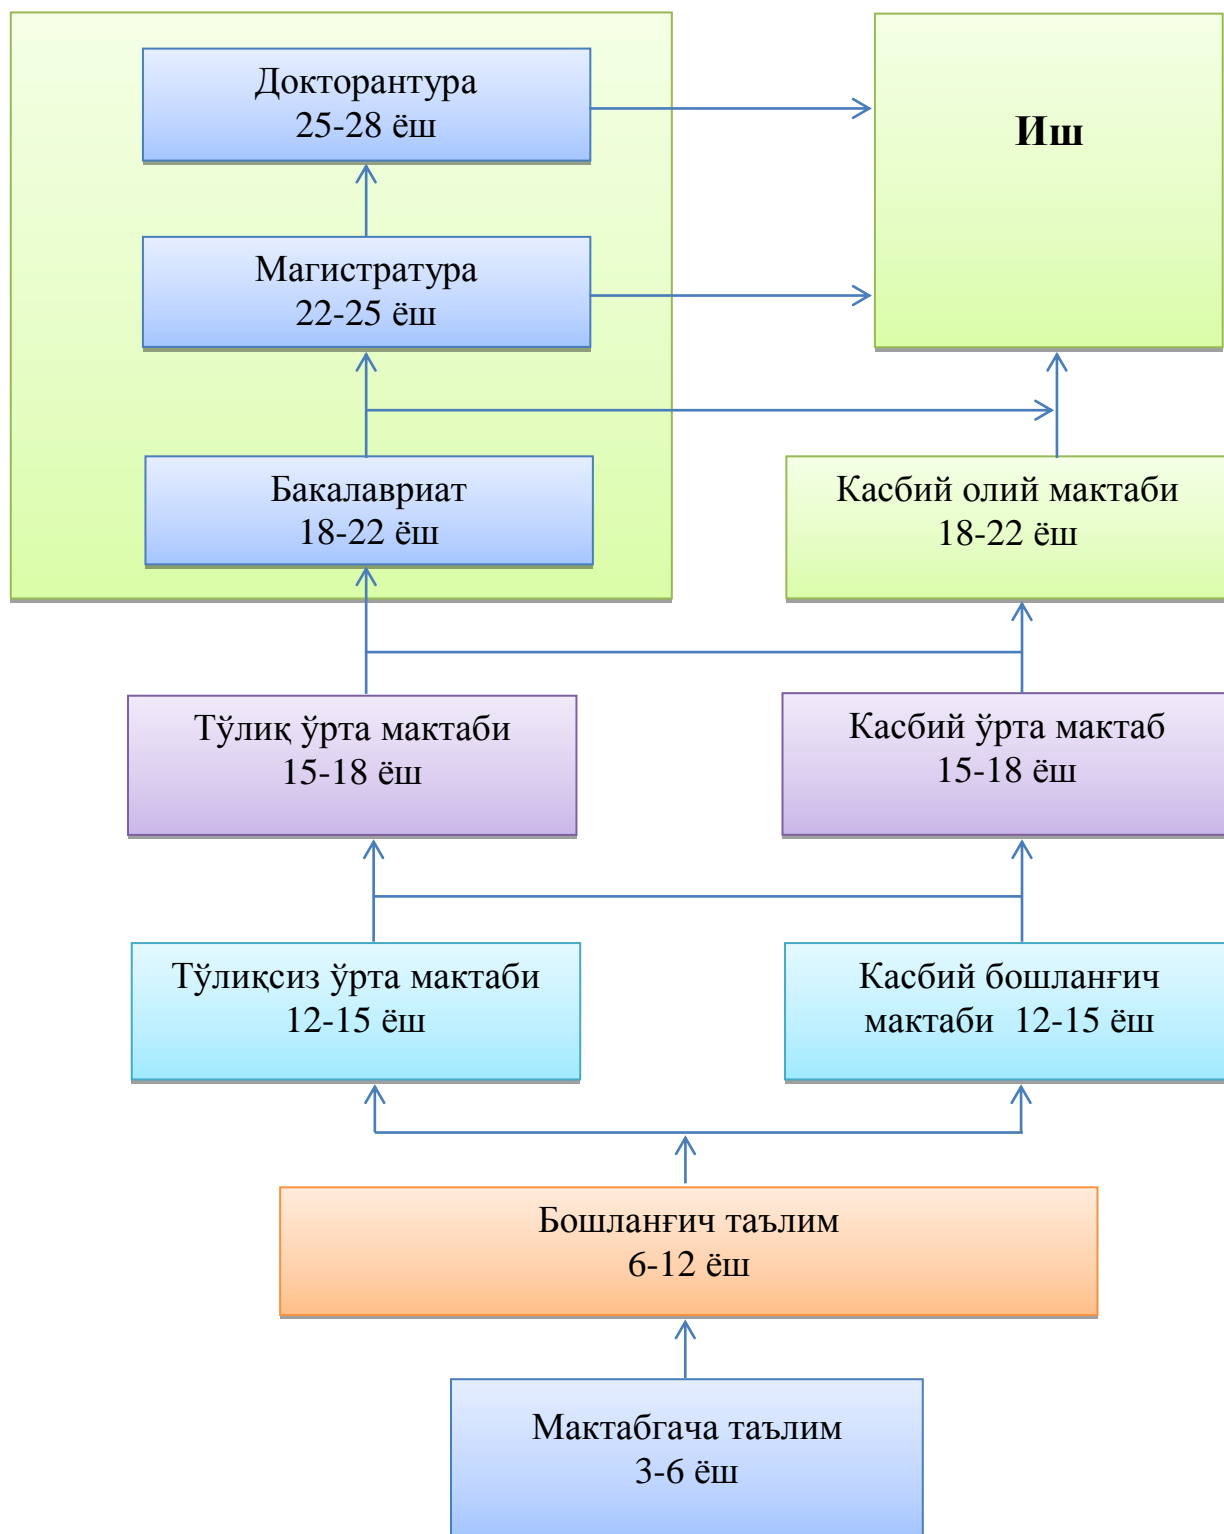 Докторантура
25-28 ёш
Иш
Магистратура
22-25 ёш
Бакалавриат
18-22 ёш
Касбий олий мактаби
18-22 ёш
Тўлиқ ўрта мактаби
15-18 ёш
Касбий ўрта мактаб
15-18 ёш
Тўлиқсиз ўрта мактаби
12-15 ёш
Касбий бошланғич
мактаби 12-15 ёш
Бошланғич таълим
6-12 ёш
Мактабгача таълим
3-6 ёш